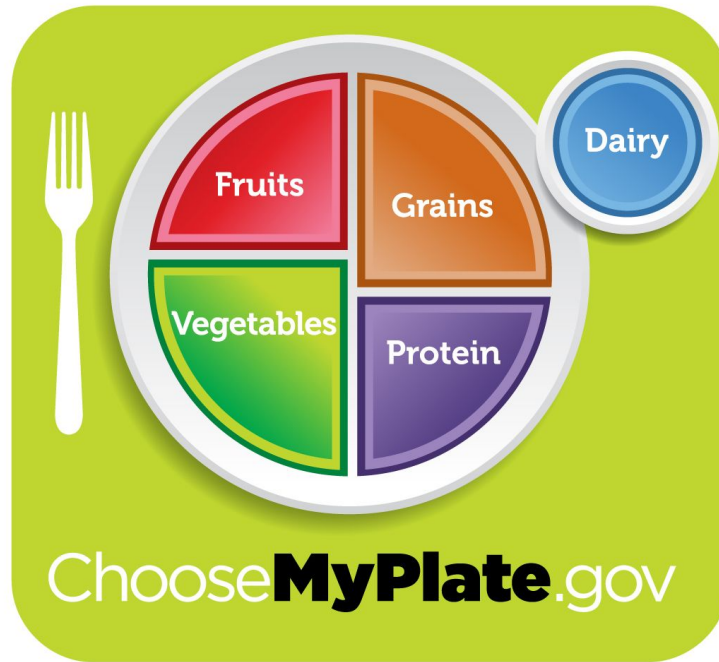 Fruits
Grains
Dairy
Vegetables
Protein
ChooseMyPlate.gov